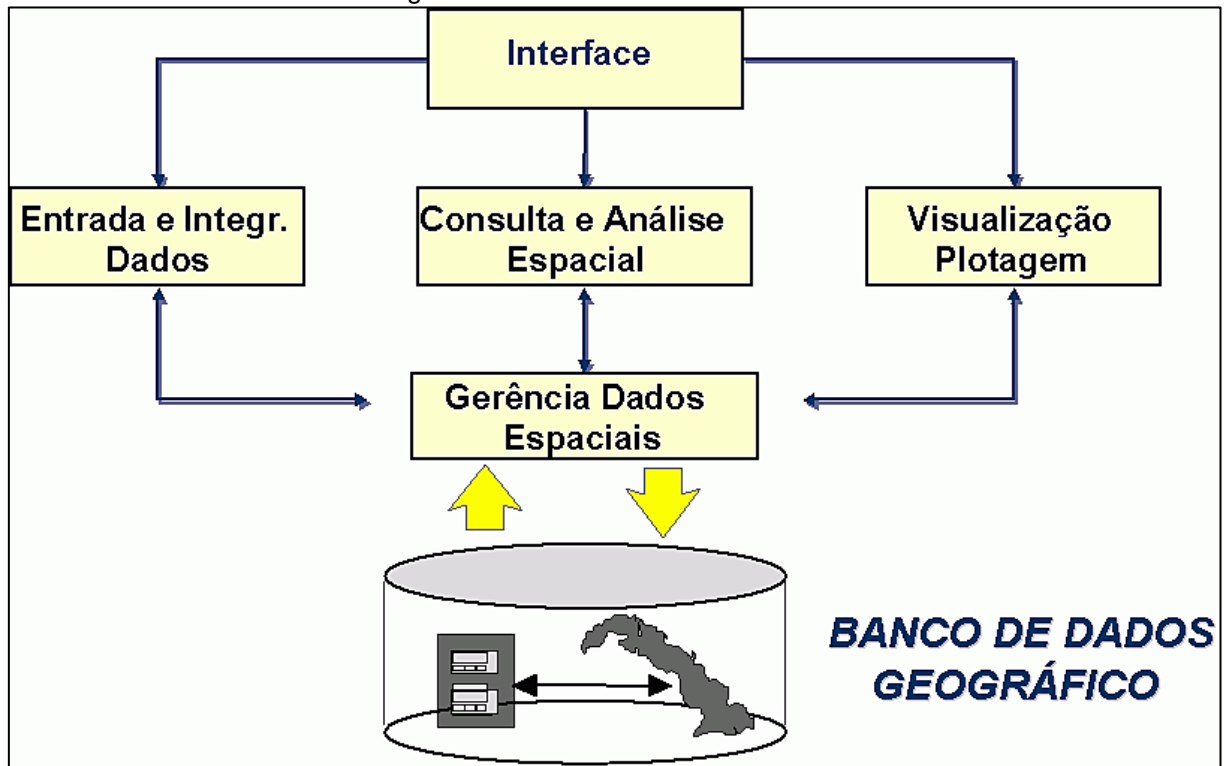 Interface
Entrada e Integr.
Dados
Consulta e Análise
Espacial
Visualização
Plotagem
Gerência Dados
Espaciais
BANCO DE DADOS
GEOGRÁFICO